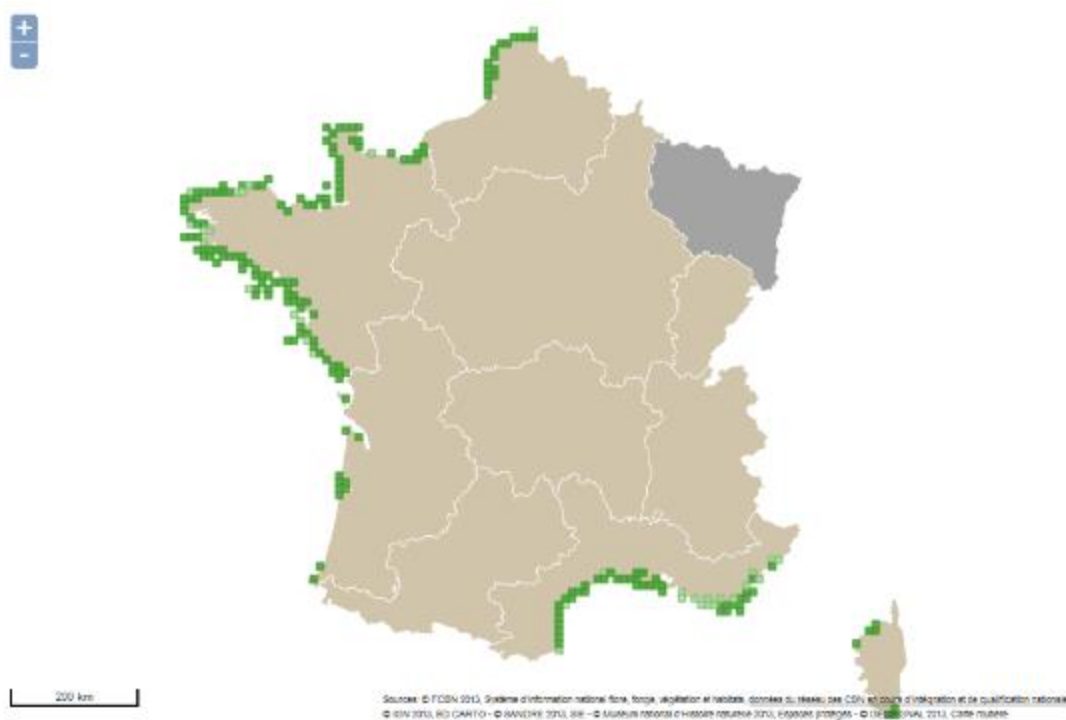 +
-
200 km
Sources: © FCBN 2013, Système d'information national flore, fonge, végétation et habitats, données du réseau des CBN en cours d'intégration et de qualification nationale
© IGN 2013, BD CARTO - © SANDRE 2013, SIE - © Muséum national d'Histoire naturelle 2013, Espaces protégés - © 2013, Carte